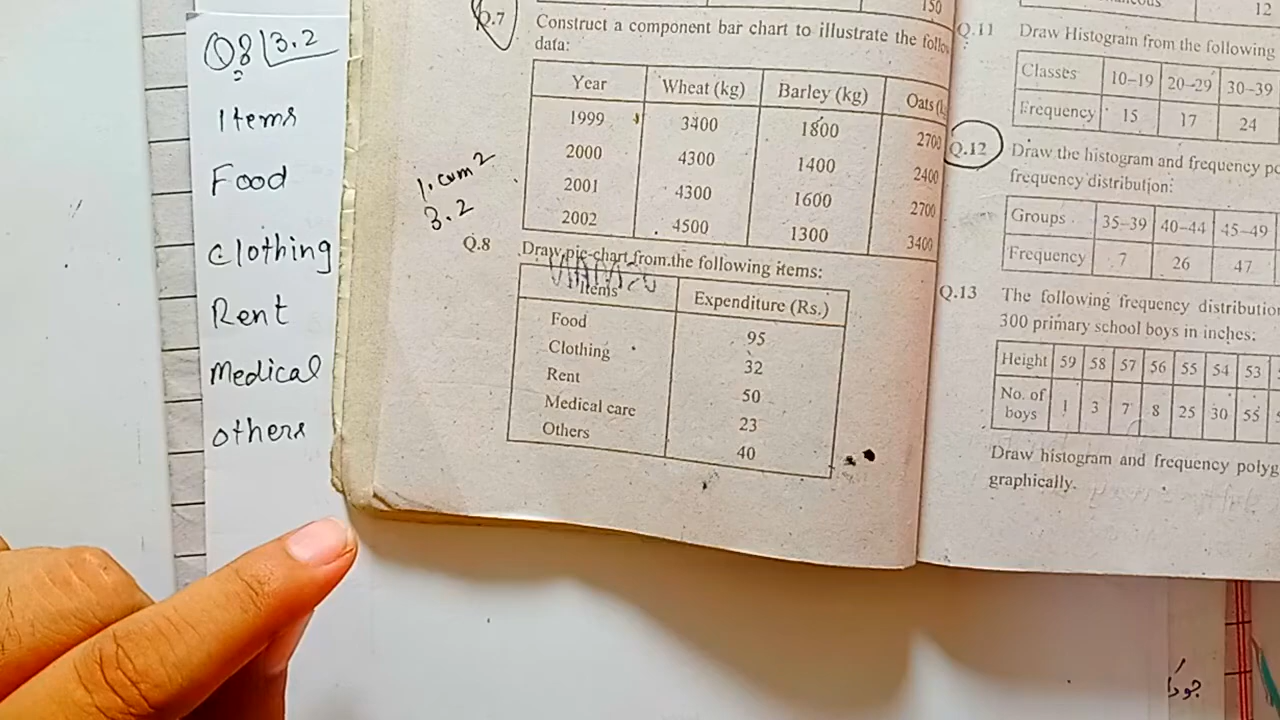 Q8 3.2
Items
Food
Clothing
Rent
Medical
others
1. cum 2
3.2
Q.7 Construct a component bar chart to illustrate the
data:
Year Wheat (kg) Barley (kg) Oats
1999 3400 1800 2700
2000 4300 1400 2400
2001 4300 1600 2700
2002 4500 1300 3400
Q.8 Draw pie chart from the following items:
Items Expenditure (Rs.)
Food 95
Clothing 32
Rent 50
Medical care 23
Others 40
150
12
Q.11 Draw Histogram from the following
Classes 10–19 20–29 30–39
Frequency 15 17 24
Q.12 Draw the histogram and frequency
frequency distribution:
Groups 35–39 40–44 45–49
Frequency 7 26 47
Q.13 The following frequency
300 primary school boys in inches:
Height 59 58 57 56 55 54 53
No. of boys 1 3 7 8 25 30 55
Draw histogram and frequency
graphically.